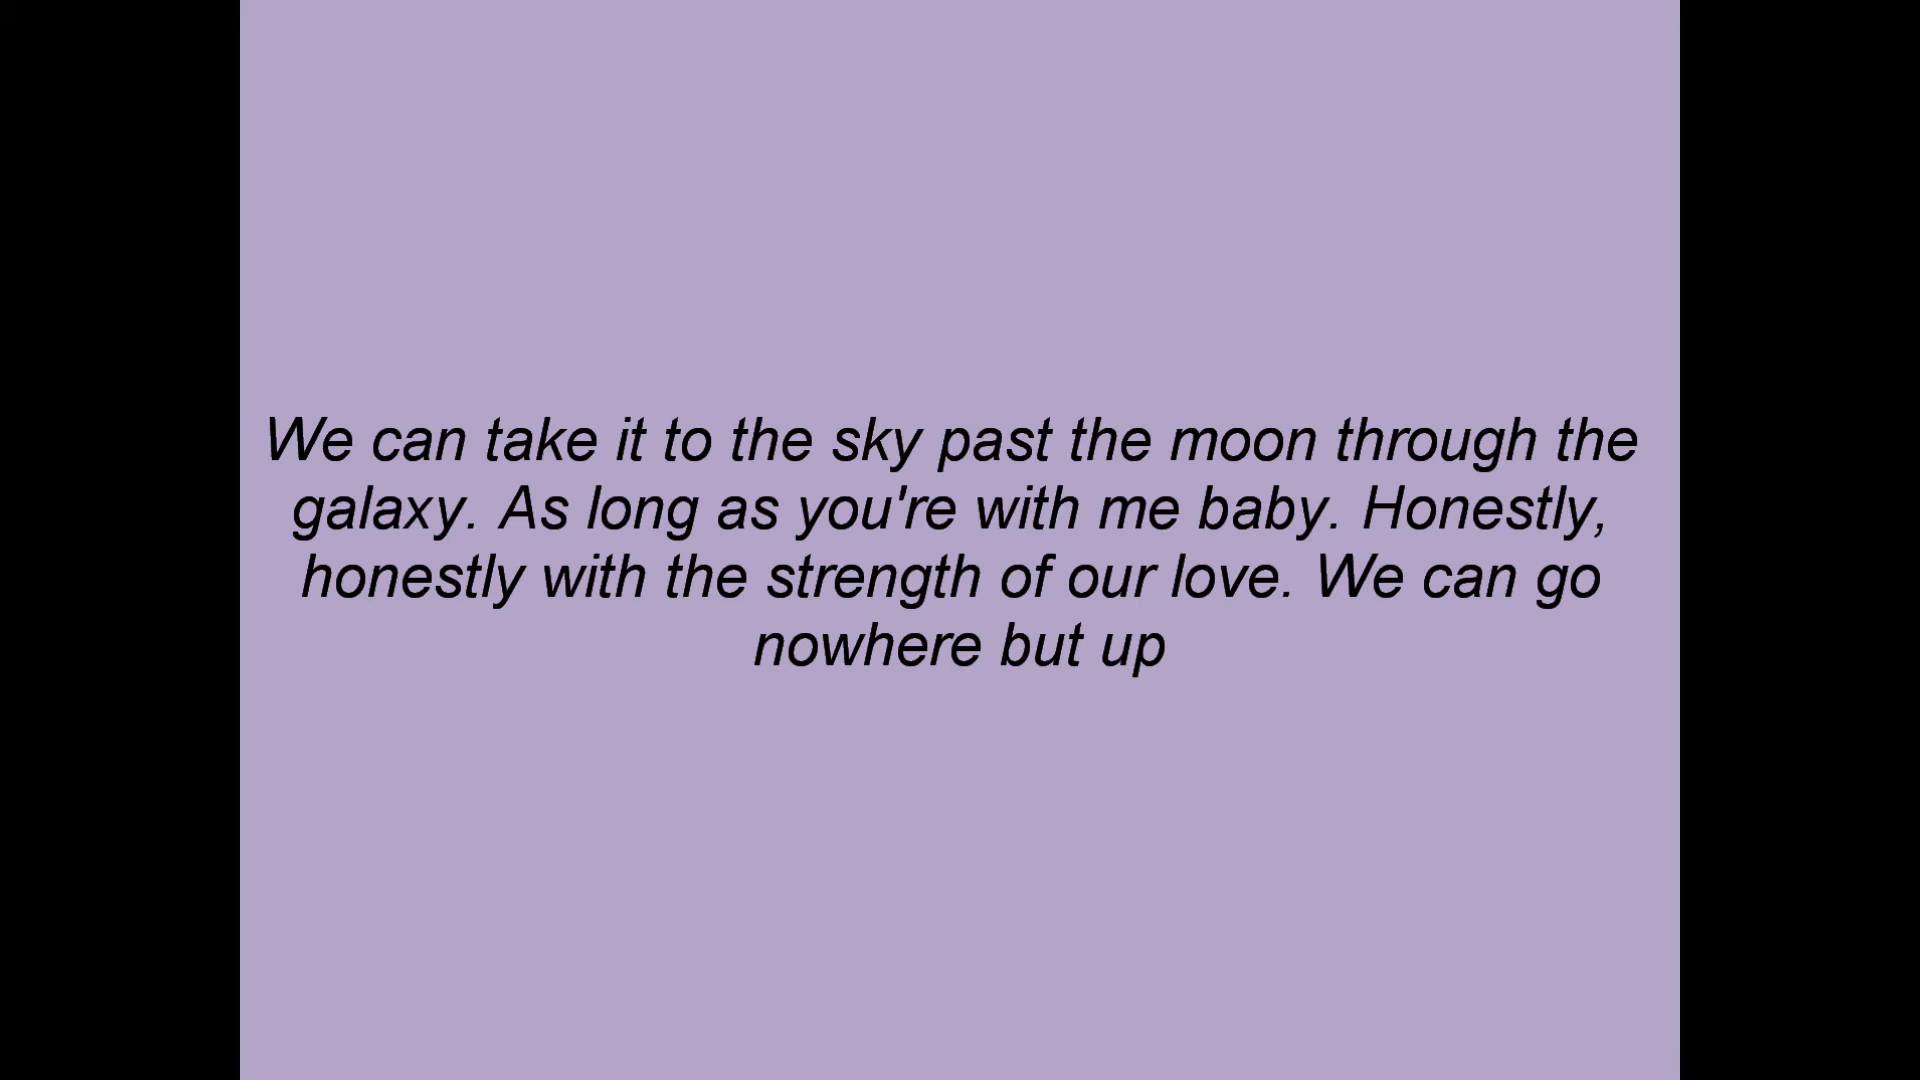 We can take it to the sky past the moon through the
galaxy. As long as you're with me baby. Honestly,
honestly with the strength of our love. We can go
nowhere but up